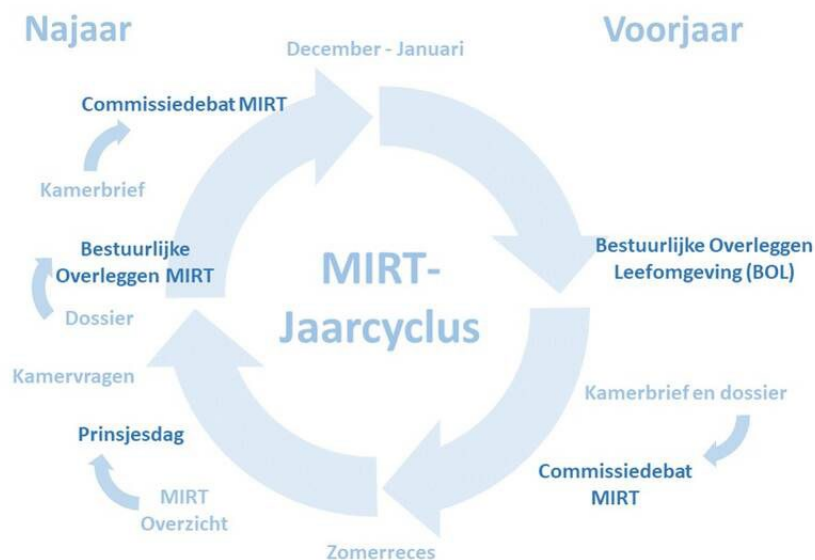 Najaar
Voorjaar
December - Januari
Commissiedebat MIRT
Kamerbrief
Bestuurlijke
Overleggen MIRT
Dossier
Kamervragen
Prinsjesdag
MIRT
Overzicht
MIRT-
Jaarcyclus
Bestuurlijke Overleggen
Leefomgeving (BOL)
Kamerbrief en dossier
Commissiedebat
MIRT
Zomerreces